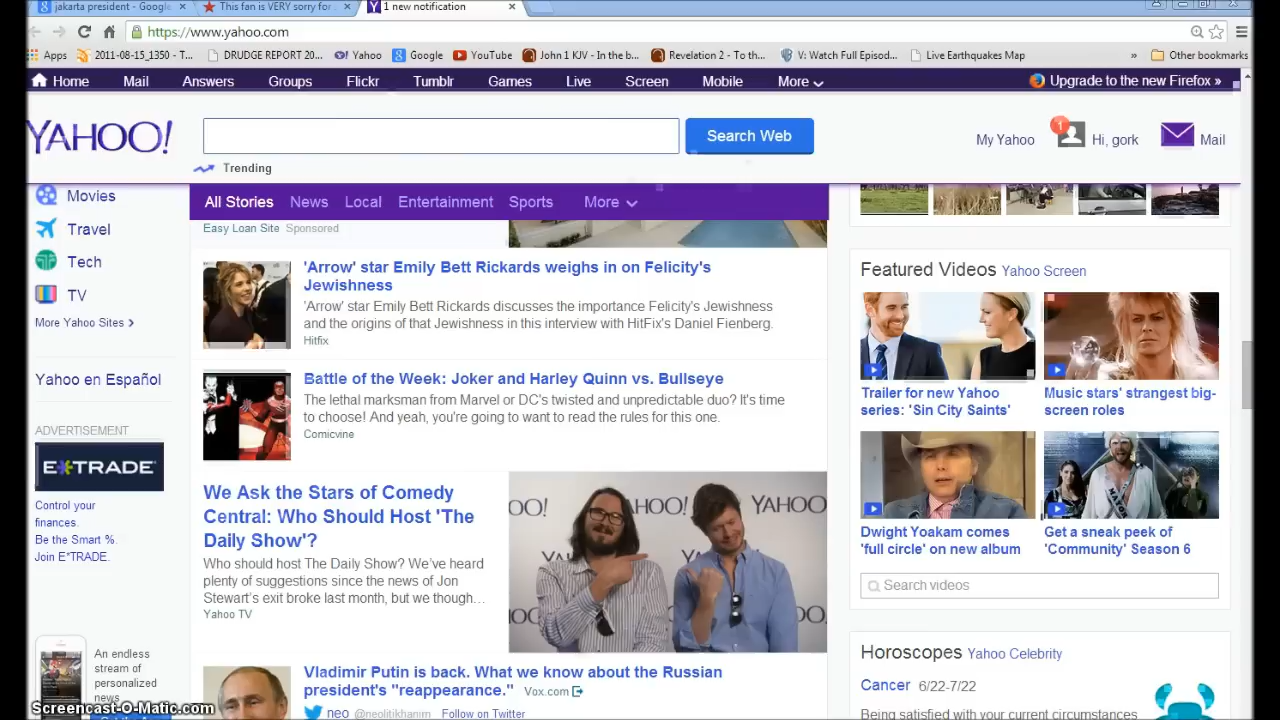 jakarta president - Google
This fan is VERY sorry for
1 new notification
https://www.yahoo.com
Apps 2011-08-15_1350 - T... DRUDGE REPORT 20... Yahoo Google YouTube John 1 KJV - In the b... Revelation 2 - To th... V: Watch Full Episod... Live Earthquakes Map » Other bookmarks
Home Mail Answers Groups Flickr Tumblr Games Live Screen Mobile More Upgrade to the new Firefox »
YAHOO! Search Web My Yahoo 1 Hi, gork Mail
Trending
Movies
Travel
Tech
TV
More Yahoo Sites >
Yahoo en Español
ADVERTISEMENT
E*TRADE
Control your
finances.
Be the Smart %.
Join E*TRADE.
An endless
stream of
personalized
news
All Stories News Local Entertainment Sports More
Easy Loan Site Sponsored
'Arrow' star Emily Bett Rickards weighs in on Felicity's
Jewishness
'Arrow' star Emily Bett Rickards discusses the importance Felicity's Jewishness
and the origins of that Jewishness in this interview with HitFix's Daniel Fienberg.
Hitfix
Battle of the Week: Joker and Harley Quinn vs. Bullseye
The lethal marksman from Marvel of DC's twisted and unpredictable duo? It's time
to choose! And yeah, you're going to want to read the rules for this one.
Comicvine
We Ask the Stars of Comedy
Central: Who Should Host 'The
Daily Show'?
Who should host The Daily Show? We've heard
plenty of suggestions since the news of Jon
Stewart's exit broke last month, but we though...
Yahoo TV
OO! YAHOO! YAHOO
Vladimir Putin is back. What we know about the Russian
president's "reappearance." Vox.com
neo @neolitikhanim Follow on Twitter
Featured Videos Yahoo Screen
Trailer for new Yahoo
series: 'Sin City Saints'
Music stars' strangest big-
screen roles
Dwight Yoakam comes
'full circle' on new album
Get a sneak peek of
'Community' Season 6
Search videos
Horoscopes Yahoo Celebrity
Cancer 6/22-7/22
Being satisfied with your current circumstances
Screencast-O-Matic.com